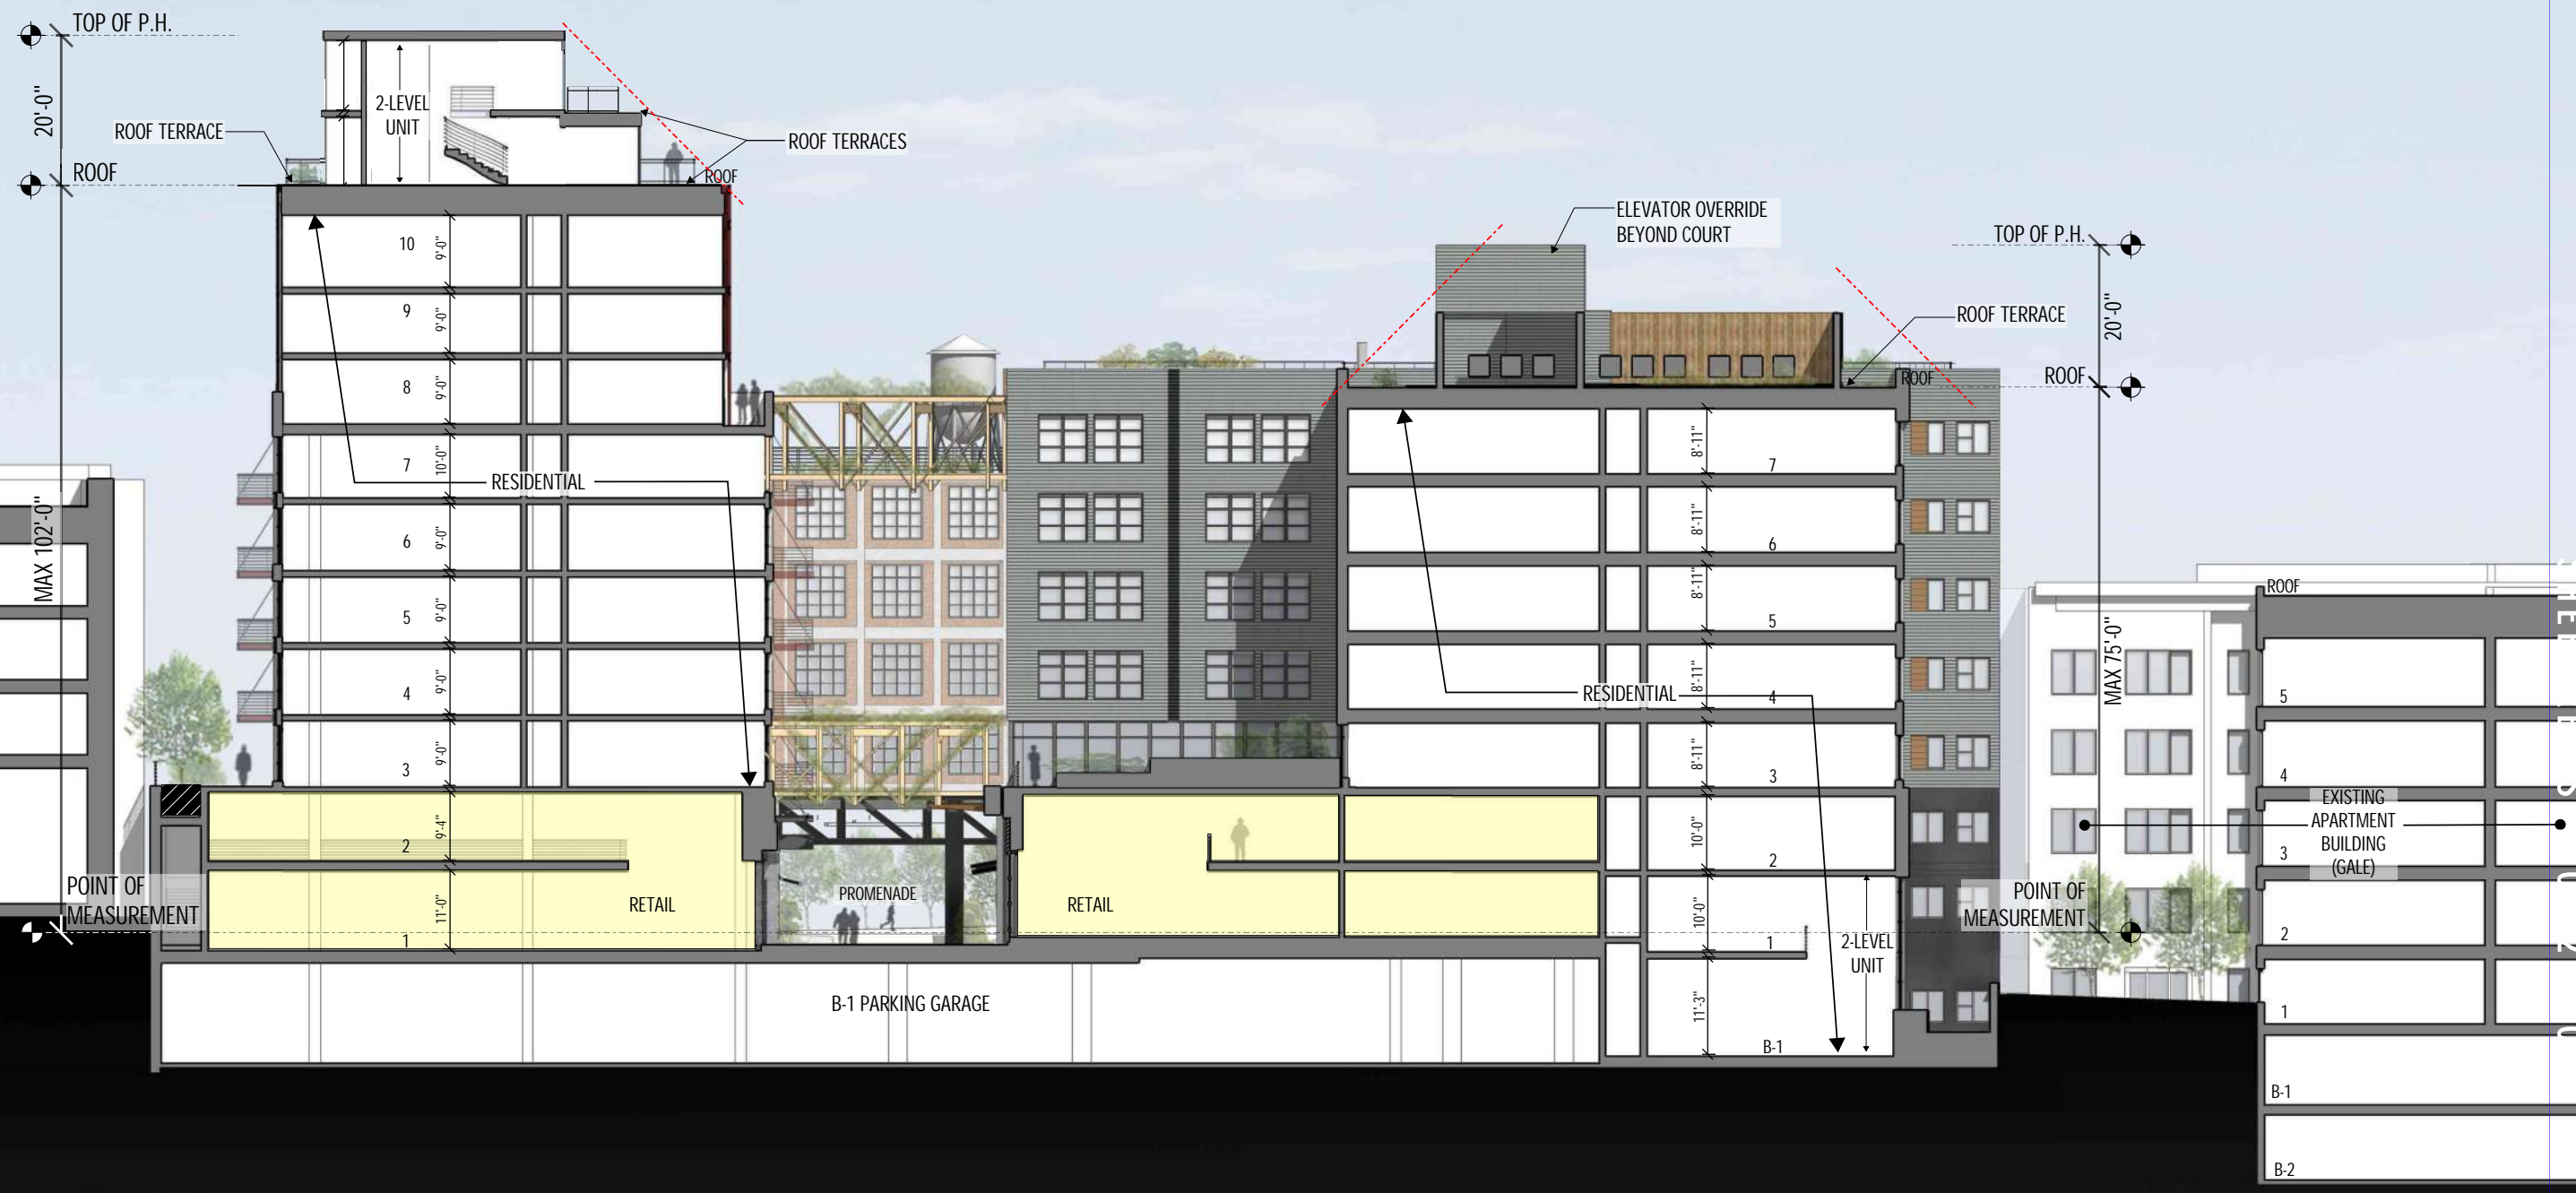 TOP OF P.H.
20'-0"
ROOF TERRACE
ROOF
2-LEVEL
UNIT
ROOF TERRACES
ROOF
MAX 102'-0"
10
9'-0"
9
9'-0"
8
9'-0"
7
10'-0"
RESIDENTIAL
6
9'-0"
5
9'-0"
4
9'-0"
3
9'-0"
2
9'-4"
1
11'-0"
RETAIL
POINT OF
MEASUREMENT
PROMENADE
RETAIL
B-1 PARKING GARAGE
ELEVATOR OVERRIDE
BEYOND COURT
TOP OF P.H.
20'-0"
ROOF TERRACE
ROOF
ROOF
MAX 75'-0"
8'-11"
7
8'-11"
6
8'-11"
5
8'-11"
RESIDENTIAL
4
8'-11"
3
10'-0"
2
10'-0"
1
2-LEVEL
UNIT
11'-3"
B-1
POINT OF
MEASUREMENT
ROOF
5
4
EXISTING
APARTMENT
BUILDING
(GALE)
3
2
1
B-1
B-2